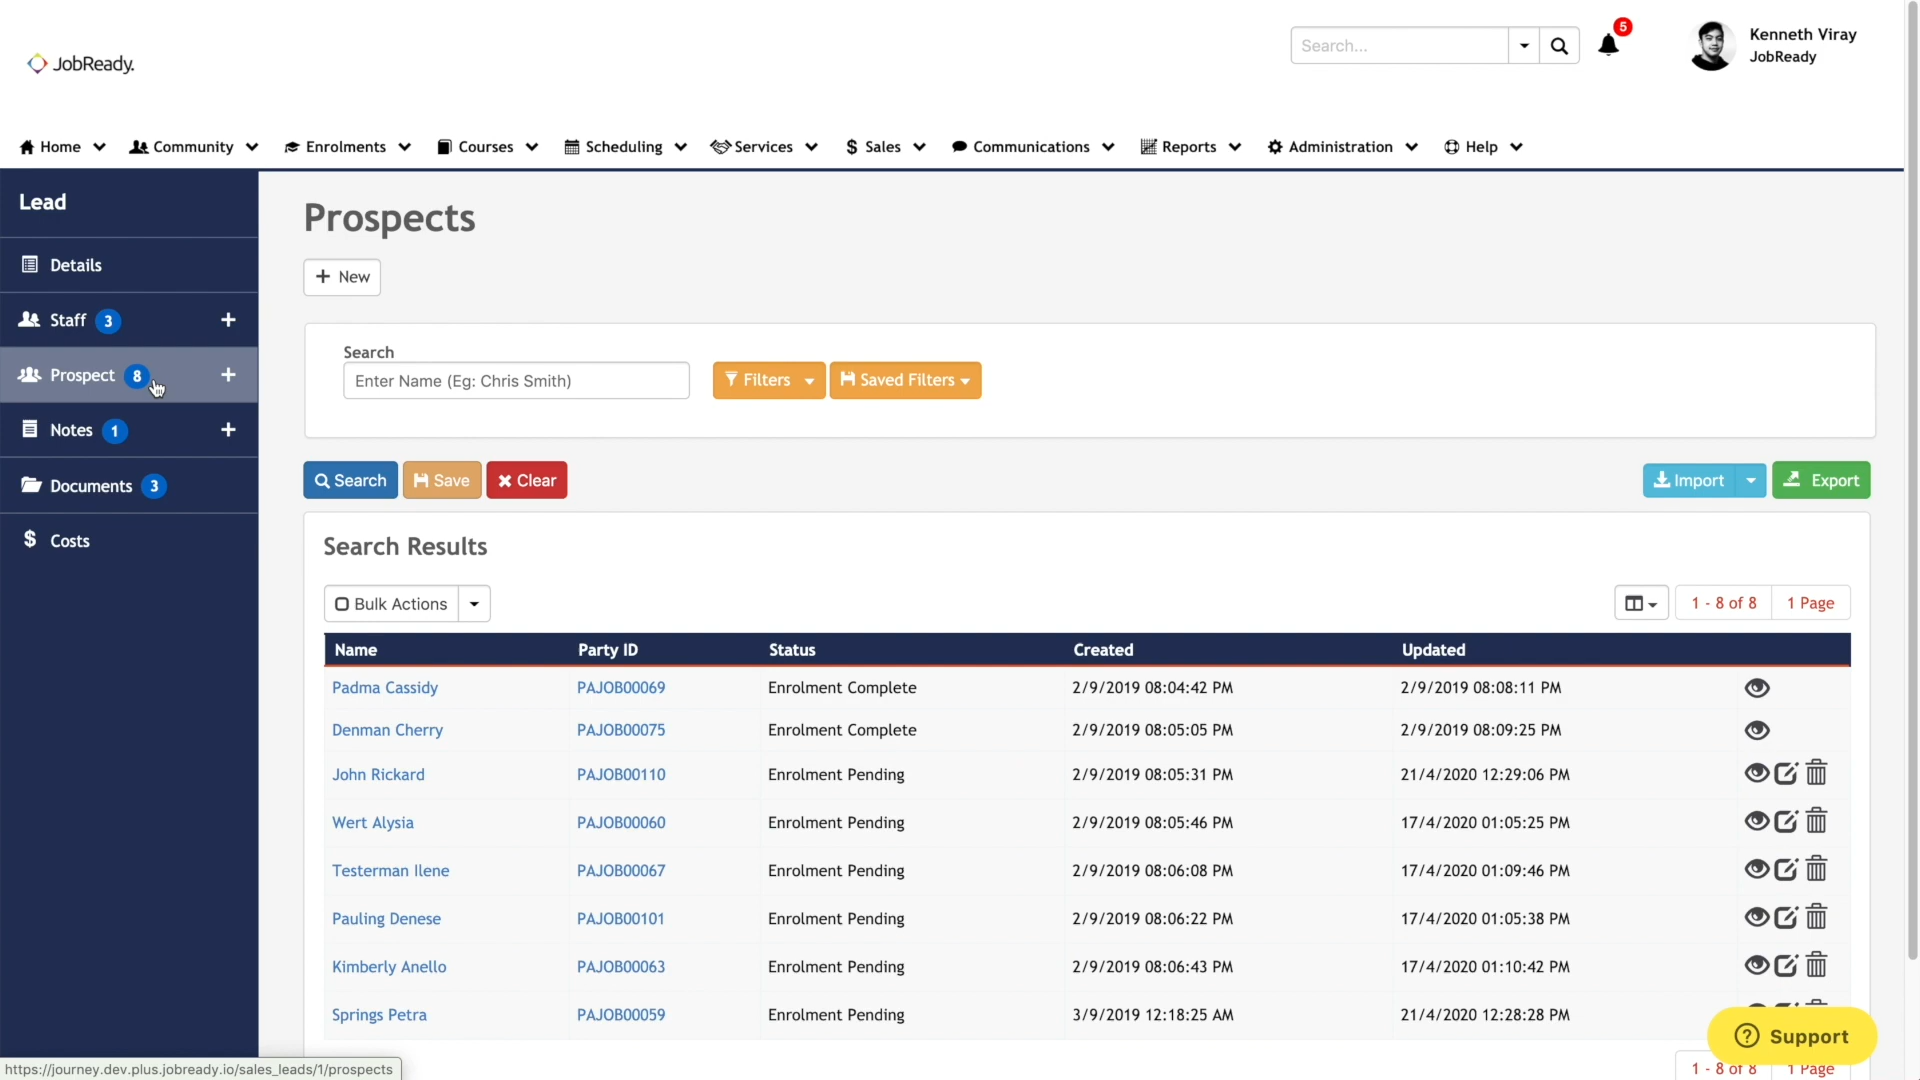 Search...
5
Kenneth Viray
JobReady
JobReady.
Home Community Enrolments Courses Scheduling Services Sales Communications Reports Administration Help
Lead
Details
Staff 3
Prospect 8
Notes 1
Documents 3
Costs
Prospects
New
Search
Enter Name (Eg: Chris Smith)
Filters Saved Filters
Search Save Clear Import Export
Search Results
Bulk Actions 1 - 8 of 8 1 Page
Name Party ID Status Created Updated
Padma Cassidy PAJOB00069 Enrolment Complete 2/9/2019 08:04:42 PM 2/9/2019 08:08:11 PM
Denman Cherry PAJOB00075 Enrolment Complete 2/9/2019 08:05:05 PM 2/9/2019 08:09:25 PM
John Rickard PAJOB00110 Enrolment Pending 2/9/2019 08:05:31 PM 21/4/2020 12:29:06 PM
Wert Alysia PAJOB00060 Enrolment Pending 2/9/2019 08:05:46 PM 17/4/2020 01:05:25 PM
Testerman Ilene PAJOB00067 Enrolment Pending 2/9/2019 08:06:08 PM 17/4/2020 01:09:46 PM
Pauling Denese PAJOB00101 Enrolment Pending 2/9/2019 08:06:22 PM 17/4/2020 01:05:38 PM
Kimberly Anello PAJOB00063 Enrolment Pending 2/9/2019 08:06:43 PM 17/4/2020 01:10:42 PM
Springs Petra PAJOB00059 Enrolment Pending 3/9/2019 12:18:25 AM 21/4/2020 12:28:28 PM
Support
1 - 8 of 8 1 Page
https://journey.dev.plus.jobready.io/sales_leads/1/prospects